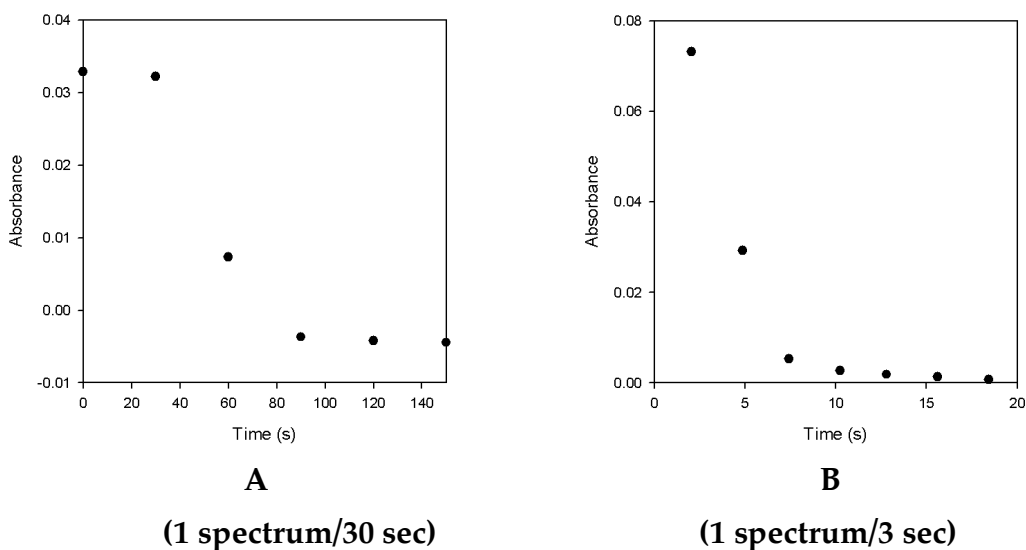 0.04
0.03
0.02
0.01
0.00
-0.01
Absorbance
0 20 40 60 80 100 120 140
Time (s)
A
(1 spectrum/30 sec)
0.08
0.06
0.04
0.02
0.00
Absorbance
0 5 10 15 20
Time (s)
B
(1 spectrum/3 sec)